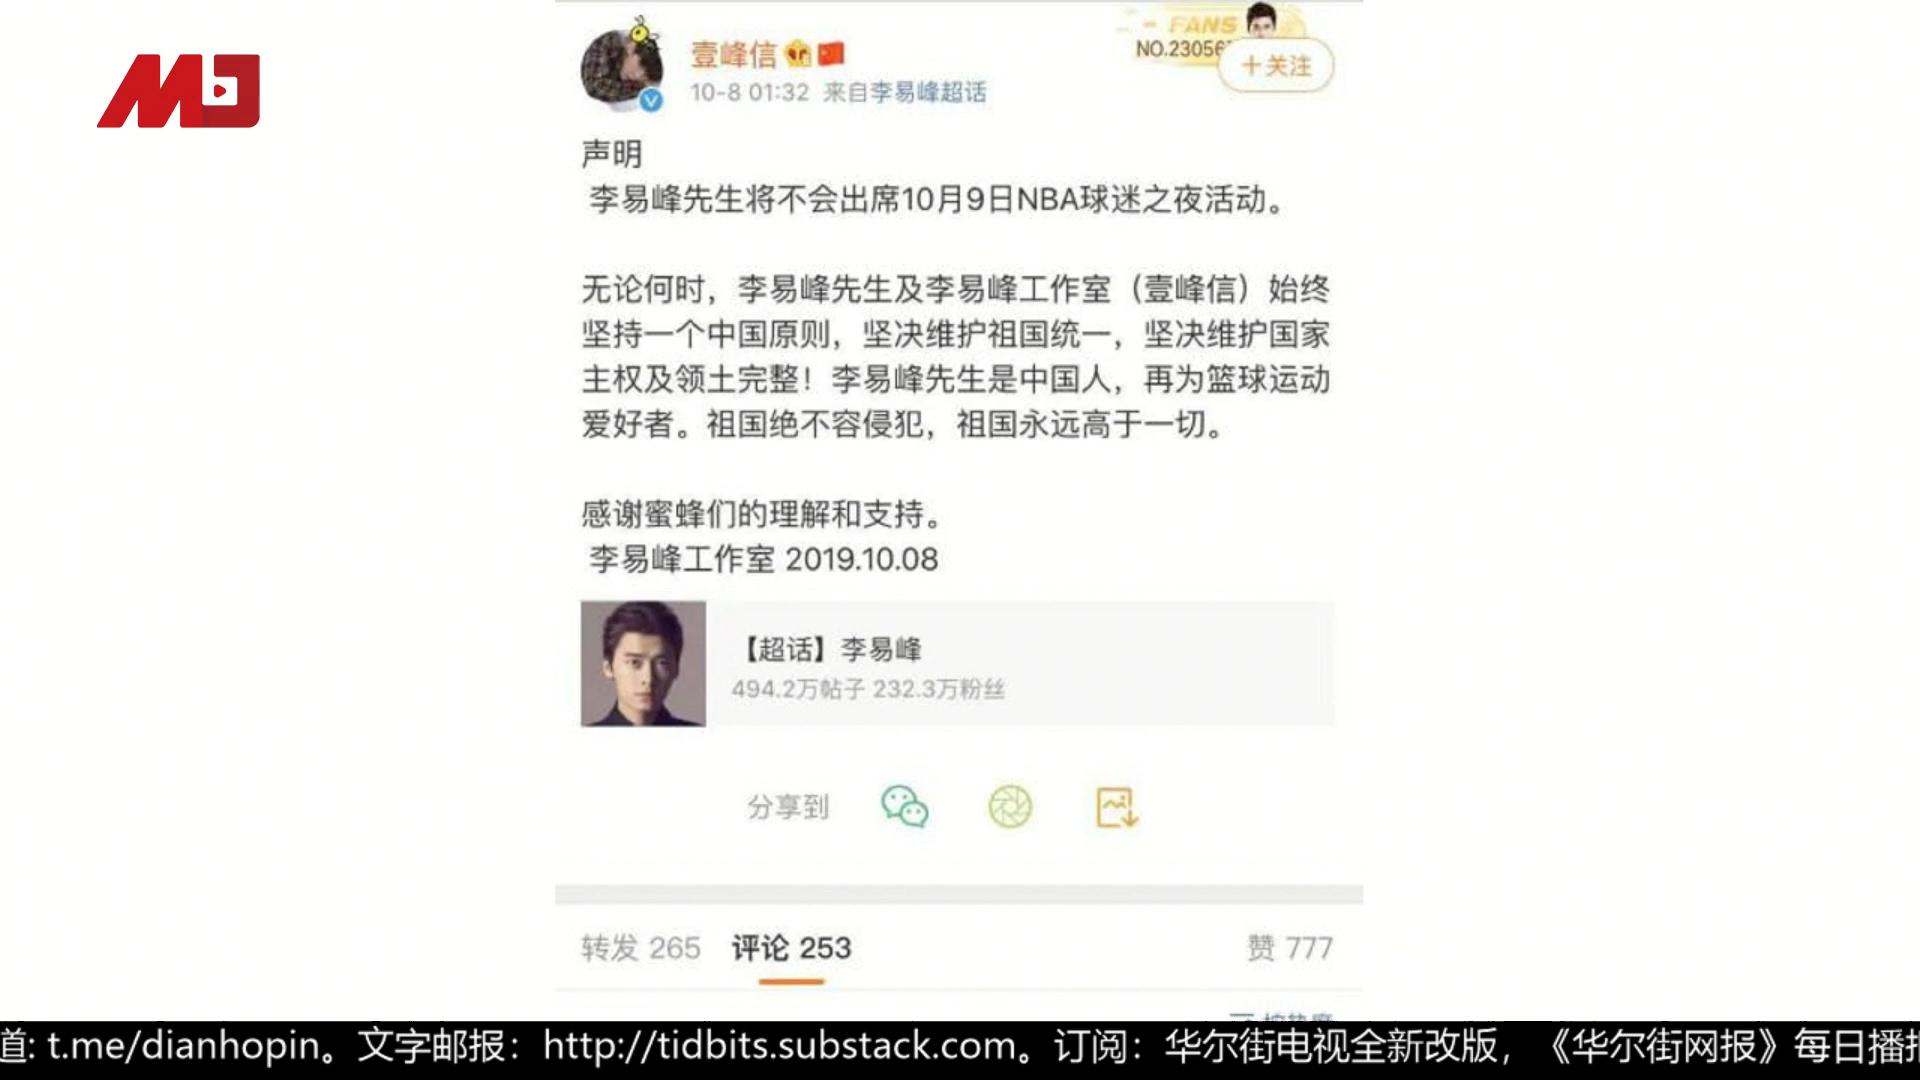 MJ
FANS
壹峰信
NO.23056
+关注
10-8 01:32 来自李易峰超话
声明
李易峰先生将不会出席10月9日NBA球迷之夜活动。
无论何时，李易峰先生及李易峰工作室（壹峰信）始终
坚持一个中国原则，坚决维护祖国统一，坚决维护国家
主权及领土完整！李易峰先生是中国人，再为篮球运动
爱好者。祖国绝不容侵犯，祖国永远高于一切。
感谢蜜蜂们的理解和支持。
李易峰工作室 2019.10.08
【超话】李易峰
494.2万帖子 232.3万粉丝
分享到
转发 265 评论 253 赞 777
道: t.me/dianhopin。文字邮报：http://tidbits.substack.com。订阅：华尔街电视全新改版，《华尔街网报》每日播报